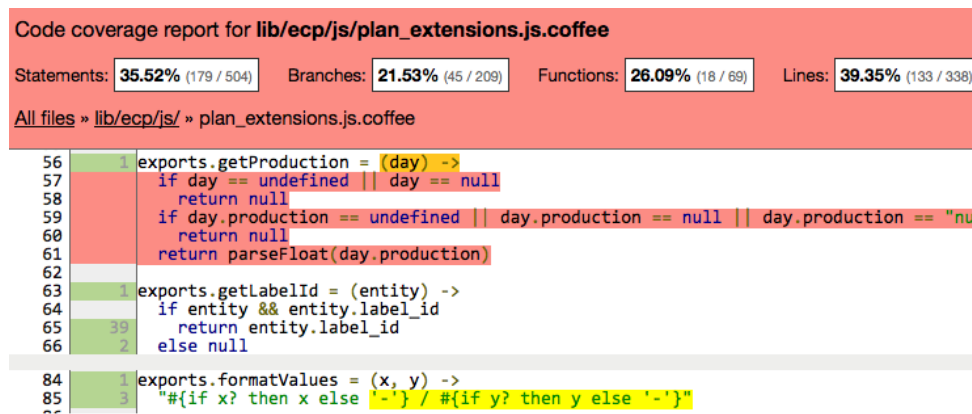 Code coverage report for lib/ecp/js/plan_extensions.js.coffee
Statements: 35.52% (179 / 504) Branches: 21.53% (45 / 209) Functions: 26.09% (18 / 69) Lines: 39.35% (133 / 338)
All files » lib/ecp/js/ » plan_extensions.js.coffee
56 1 exports.getProduction = (day) ->
57 if day == undefined || day == null
58 return null
59 if day.production == undefined || day.production == null || day.production == "nu
60 return null
61 return parseFloat(day.production)
62
63 1 exports.getLabelId = (entity) ->
64 if entity && entity.label_id
65 39 return entity.label_id
66 2 else null
84 1 exports.formatValues = (x, y) ->
85 3 "#{if x? then x else '-'} / #{if y? then y else '-'}"